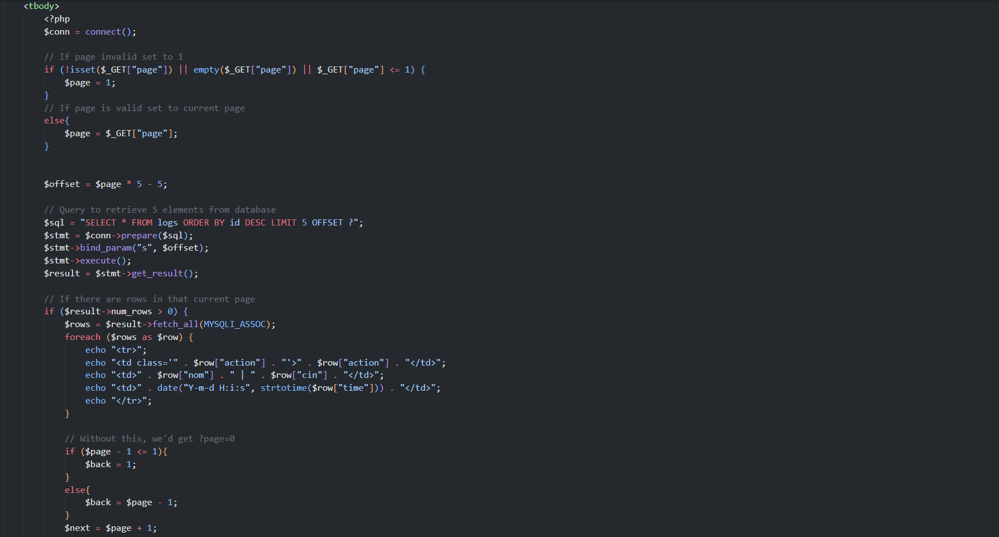 <tbody>
<?php
$conn = connect();
// If page invalid set to 1
if (!isset($_GET["page"]) || empty($_GET["page"]) || $_GET["page"] <= 1) {
$page = 1;
}
// If page is valid set to current page
else{
$page = $_GET["page"];
}
$offset = $page * 5 - 5;
// Query to retrieve 5 elements from database
$sql = "SELECT * FROM logs ORDER BY id DESC LIMIT 5 OFFSET ?";
$stmt = $conn->prepare($sql);
$stmt->bind_param("s", $offset);
$stmt->execute();
$result = $stmt->get_result();
// If there are rows in that current page
if ($result->num_rows > 0) {
$rows = $result->fetch_all(MYSQLI_ASSOC);
foreach ($rows as $row) {
echo "<tr>";
echo "<td class='" . $row["action"] . "'>" . $row["action"] . "</td>";
echo "<td>" . $row["nom"] . " | " . $row["cin"] . "</td>";
echo "<td>" . date("Y-m-d H:i:s", strtotime($row["time"])) . "</td>";
echo "</tr>";
}
// Without this, we'd get ?page=0
if ($page - 1 <= 1){
$back = 1;
}
else{
$back = $page - 1;
}
$next = $page + 1;